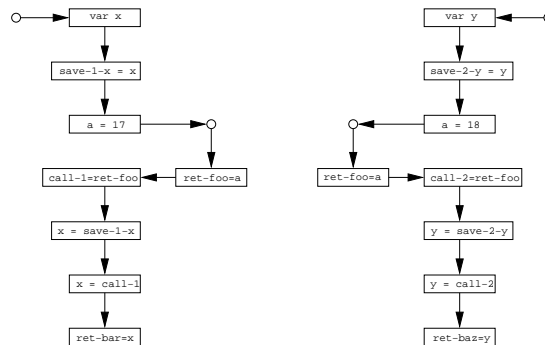 var x
save-1-x = x
a = 17
call-1=ret-foo
ret-foo=a
x = save-1-x
x = call-1
ret-bar=x
var y
save-2-y = y
a = 18
ret-foo=a
call-2=ret-foo
y = save-2-y
y = call-2
ret-baz=y